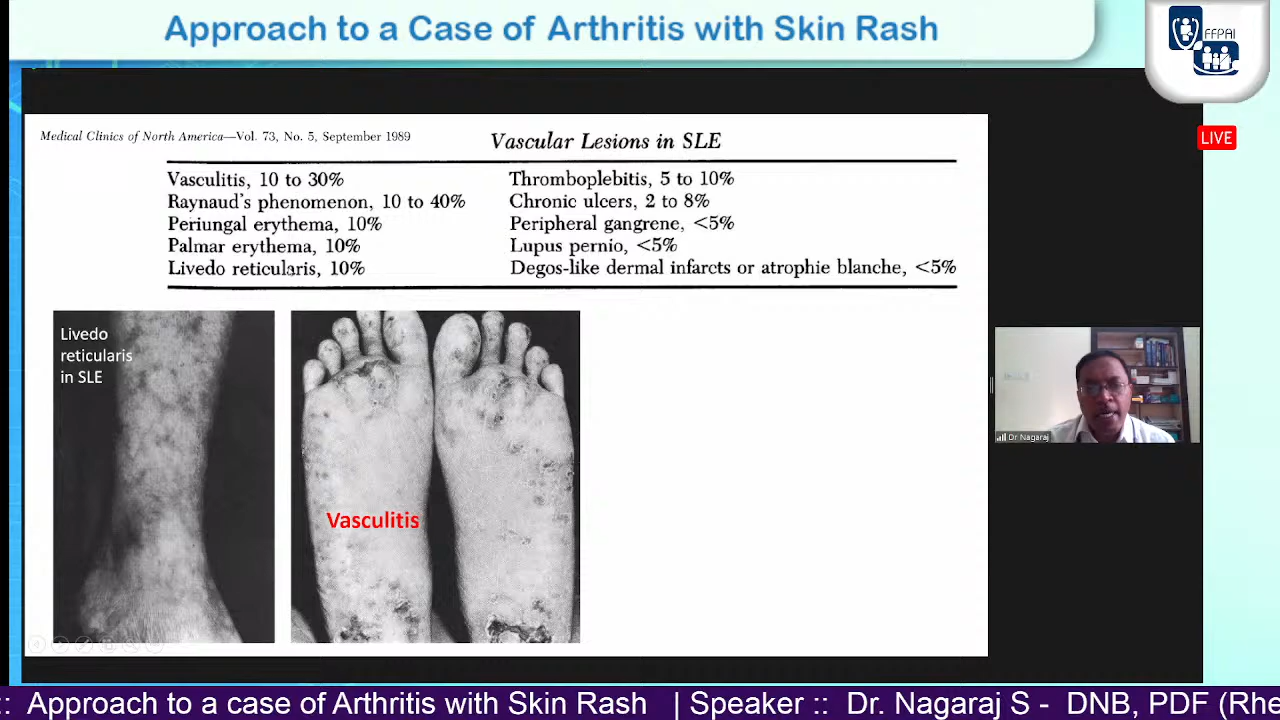 Approach to a Case of Arthritis with Skin Rash
FFPAI
LIVE
Medical Clinics of North America—Vol. 73, No. 5, September 1989
Vascular Lesions in SLE
Vasculitis, 10 to 30%
Raynaud's phenomenon, 10 to 40%
Periungal erythema, 10%
Palmar erythema, 10%
Livedo reticularis, 10%
Thromboplebitis, 5 to 10%
Chronic ulcers, 2 to 8%
Peripheral gangrene, <5%
Lupus pernio, <5%
Degos-like dermal infarcts or atrophie blanche, <5%
Livedo
reticularis
in SLE
Vasculitis
Dr Nagaraj
:: Approach to a case of Arthritis with Skin Rash | Speaker :: Dr. Nagaraj S - DNB, PDF (Rhe